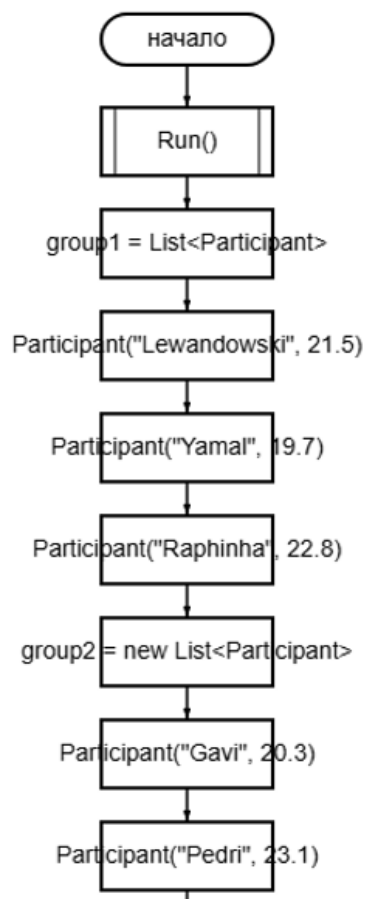 начало
Run()
group1 = List<Participant>
Participant("Lewandowski", 21.5)
Participant("Yamal", 19.7)
Participant("Raphinha", 22.8)
group2 = new List<Participant>
Participant("Gavi", 20.3)
Participant("Pedri", 23.1)